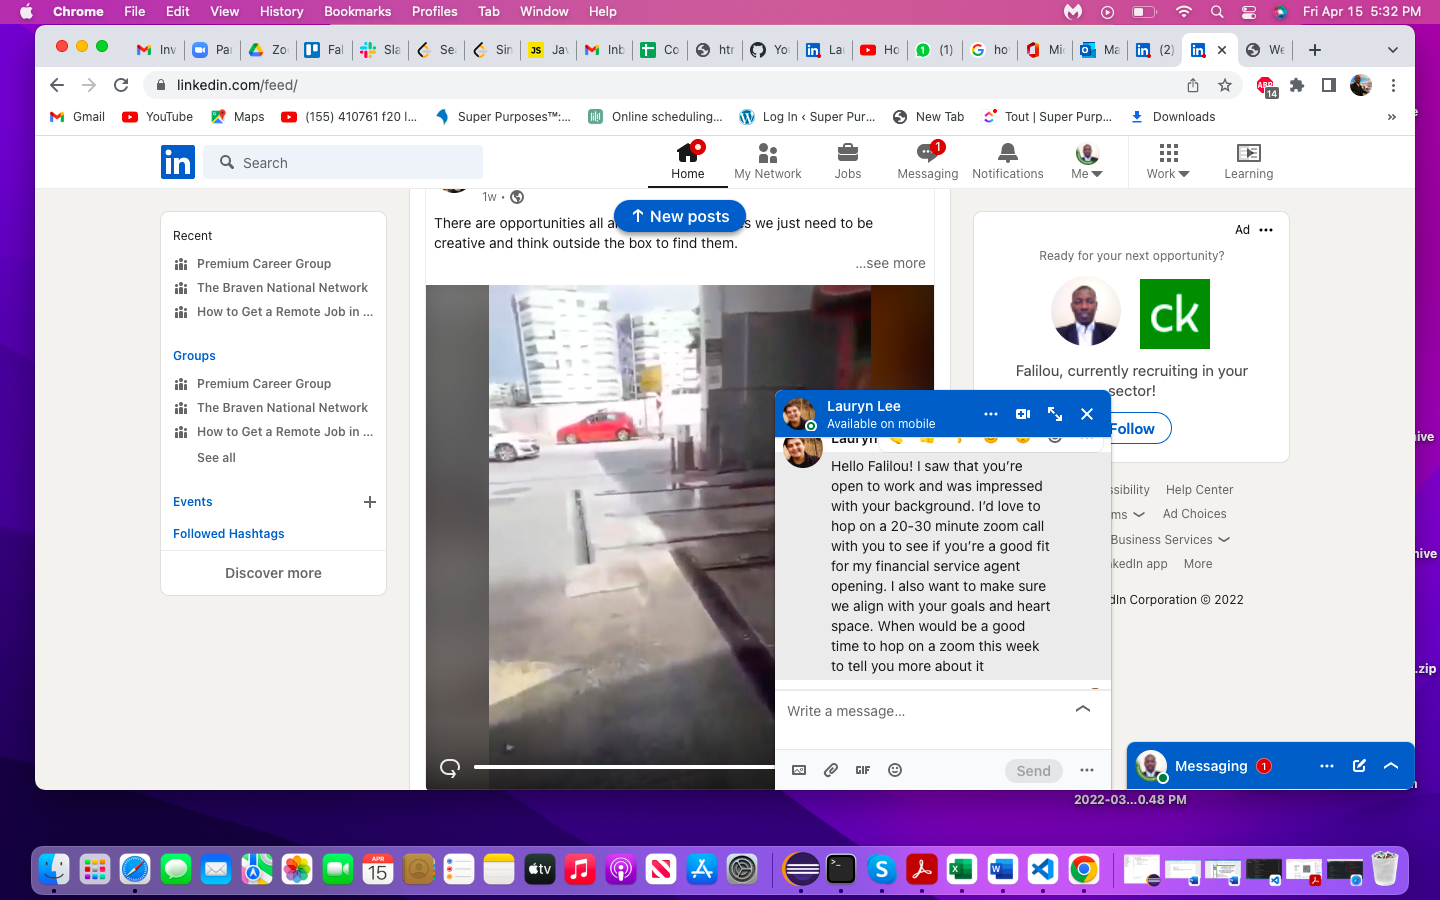 Chrome File Edit View History Bookmarks Profiles Tab Window Help
Fri Apr 15 5:32 PM
Inv Pa Zo Fal Sla Se Sin Jav Inb Co htr Yo Lau Ho (1) ho Mi Ma (2) We
linkedin.com/feed/
14
Gmail YouTube Maps (155) 410761 f20 l... Super Purposes™:... Online scheduling... Log In ‹ Super Pur... New Tab Tout | Super Purp... Downloads »
in Search
1
Home My Network Jobs Messaging Notifications Me Work Learning
Recent
Premium Career Group
The Braven National Network
How to Get a Remote Job in ...
Groups
Premium Career Group
The Braven National Network
How to Get a Remote Job in ...
See all
Events
Followed Hashtags
Discover more
1w •
New posts
There are opportunities all
we just need to be
creative and think outside the box to find them.
...see more
Ad
Ready for your next opportunity?
ck
Falilou, currently recruiting in your
sector!
Follow
Lauryn Lee
Available on mobile
Lauryn
Hello Falilou! I saw that you're
open to work and was impressed
with your background. I'd love to
hop on a 20-30 minute zoom call
with you to see if you're a good fit
for my financial service agent
opening. I also want to make sure
we align with your goals and heart
space. When would be a good
time to hop on a zoom this week
to tell you more about it
Write a message...
GIF Send
ssibility Help Center
ms Ad Choices
Business Services
kedIn app More
dIn Corporation © 2022
Messaging 1
ive
ive
.zip
2022-03...0.48 PM
APR
15
tv